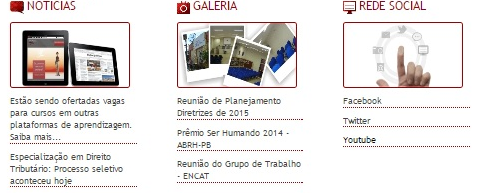 NOTÍCIAS
Estão sendo ofertadas vagas
para cursos em outras
plataformas de aprendizagem.
Saiba mais...
Especialização em Direito
Tributário: Processo seletivo
aconteceu hoje
GALERIA
Reunião de Planejamento
Diretrizes de 2015
Prêmio Ser Humando 2014 -
ABRH-PB
Reunião do Grupo de Trabalho
- ENCAT
REDE SOCIAL
Facebook
Twitter
Youtube